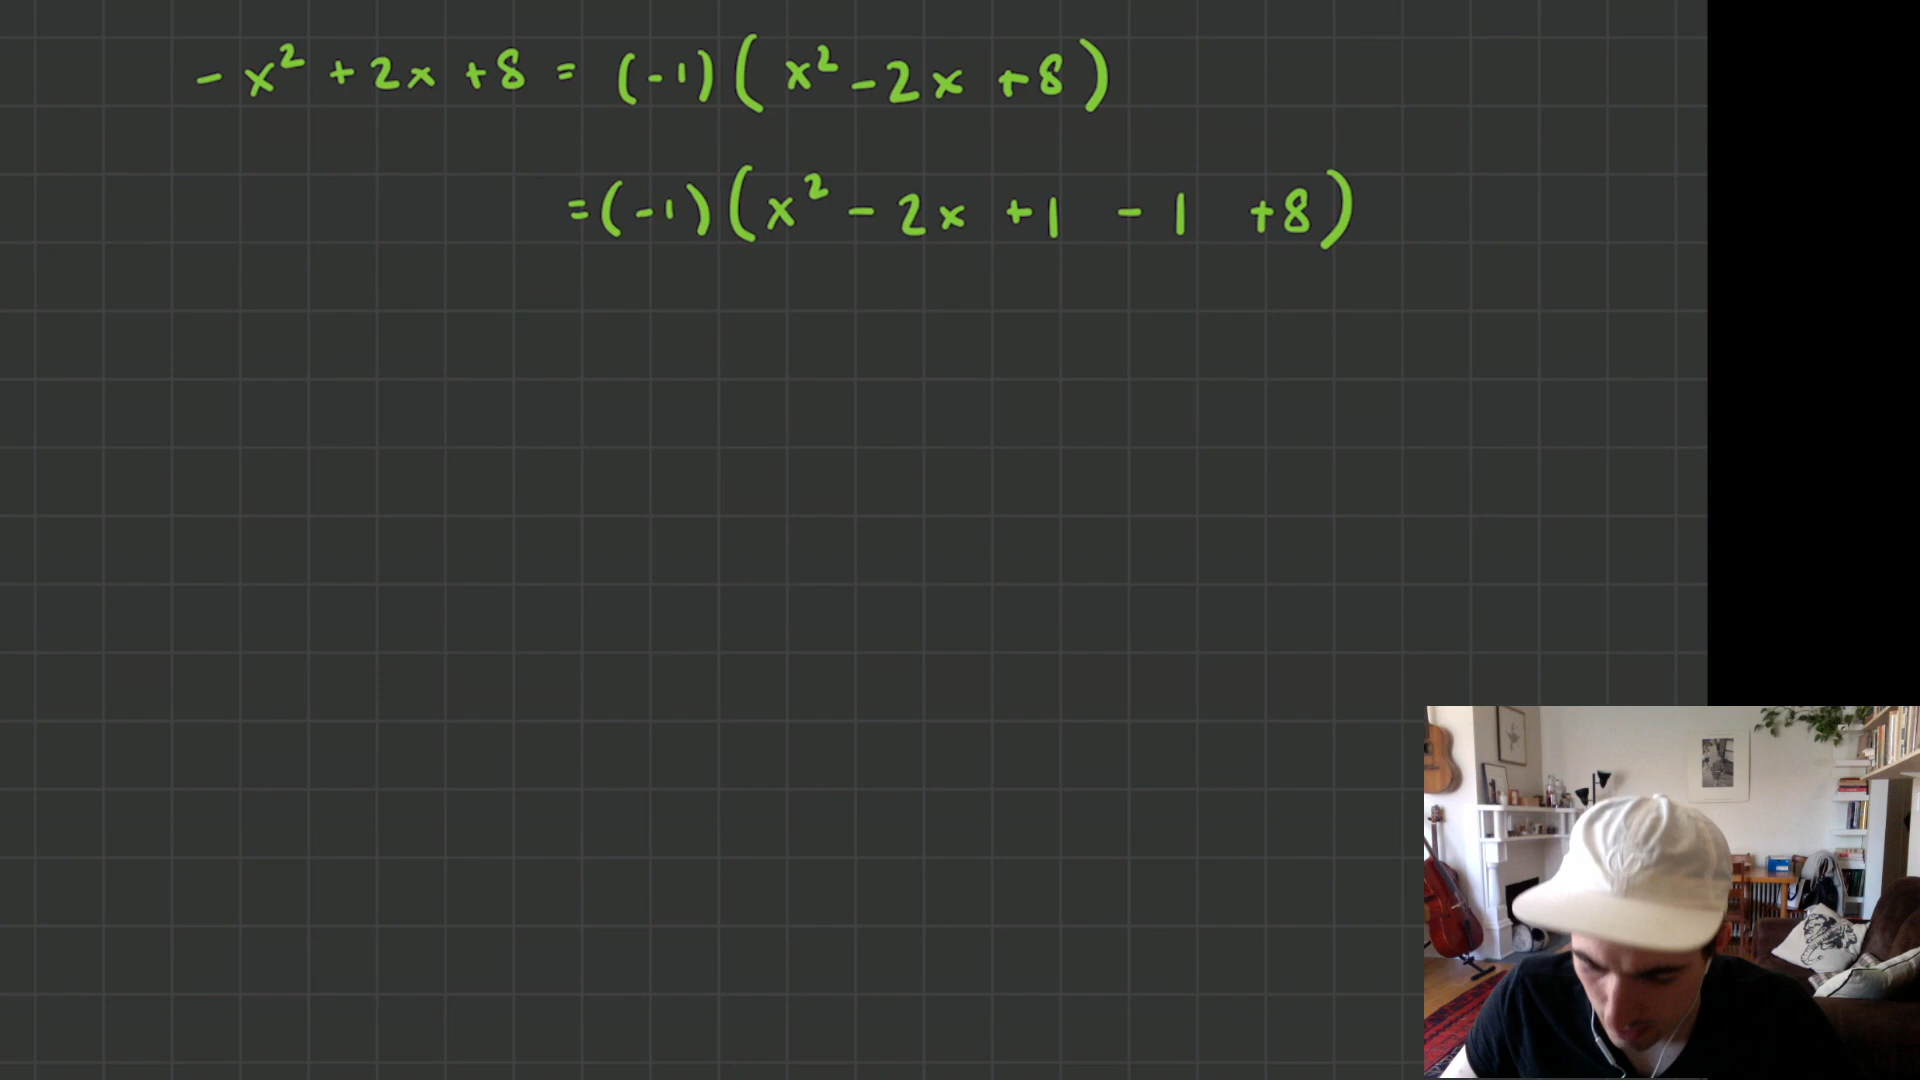 - x² + 2x + 8 = (-1) ( x² - 2x + 8 )
= (-1) ( x² - 2x + 1 - 1 + 8 )